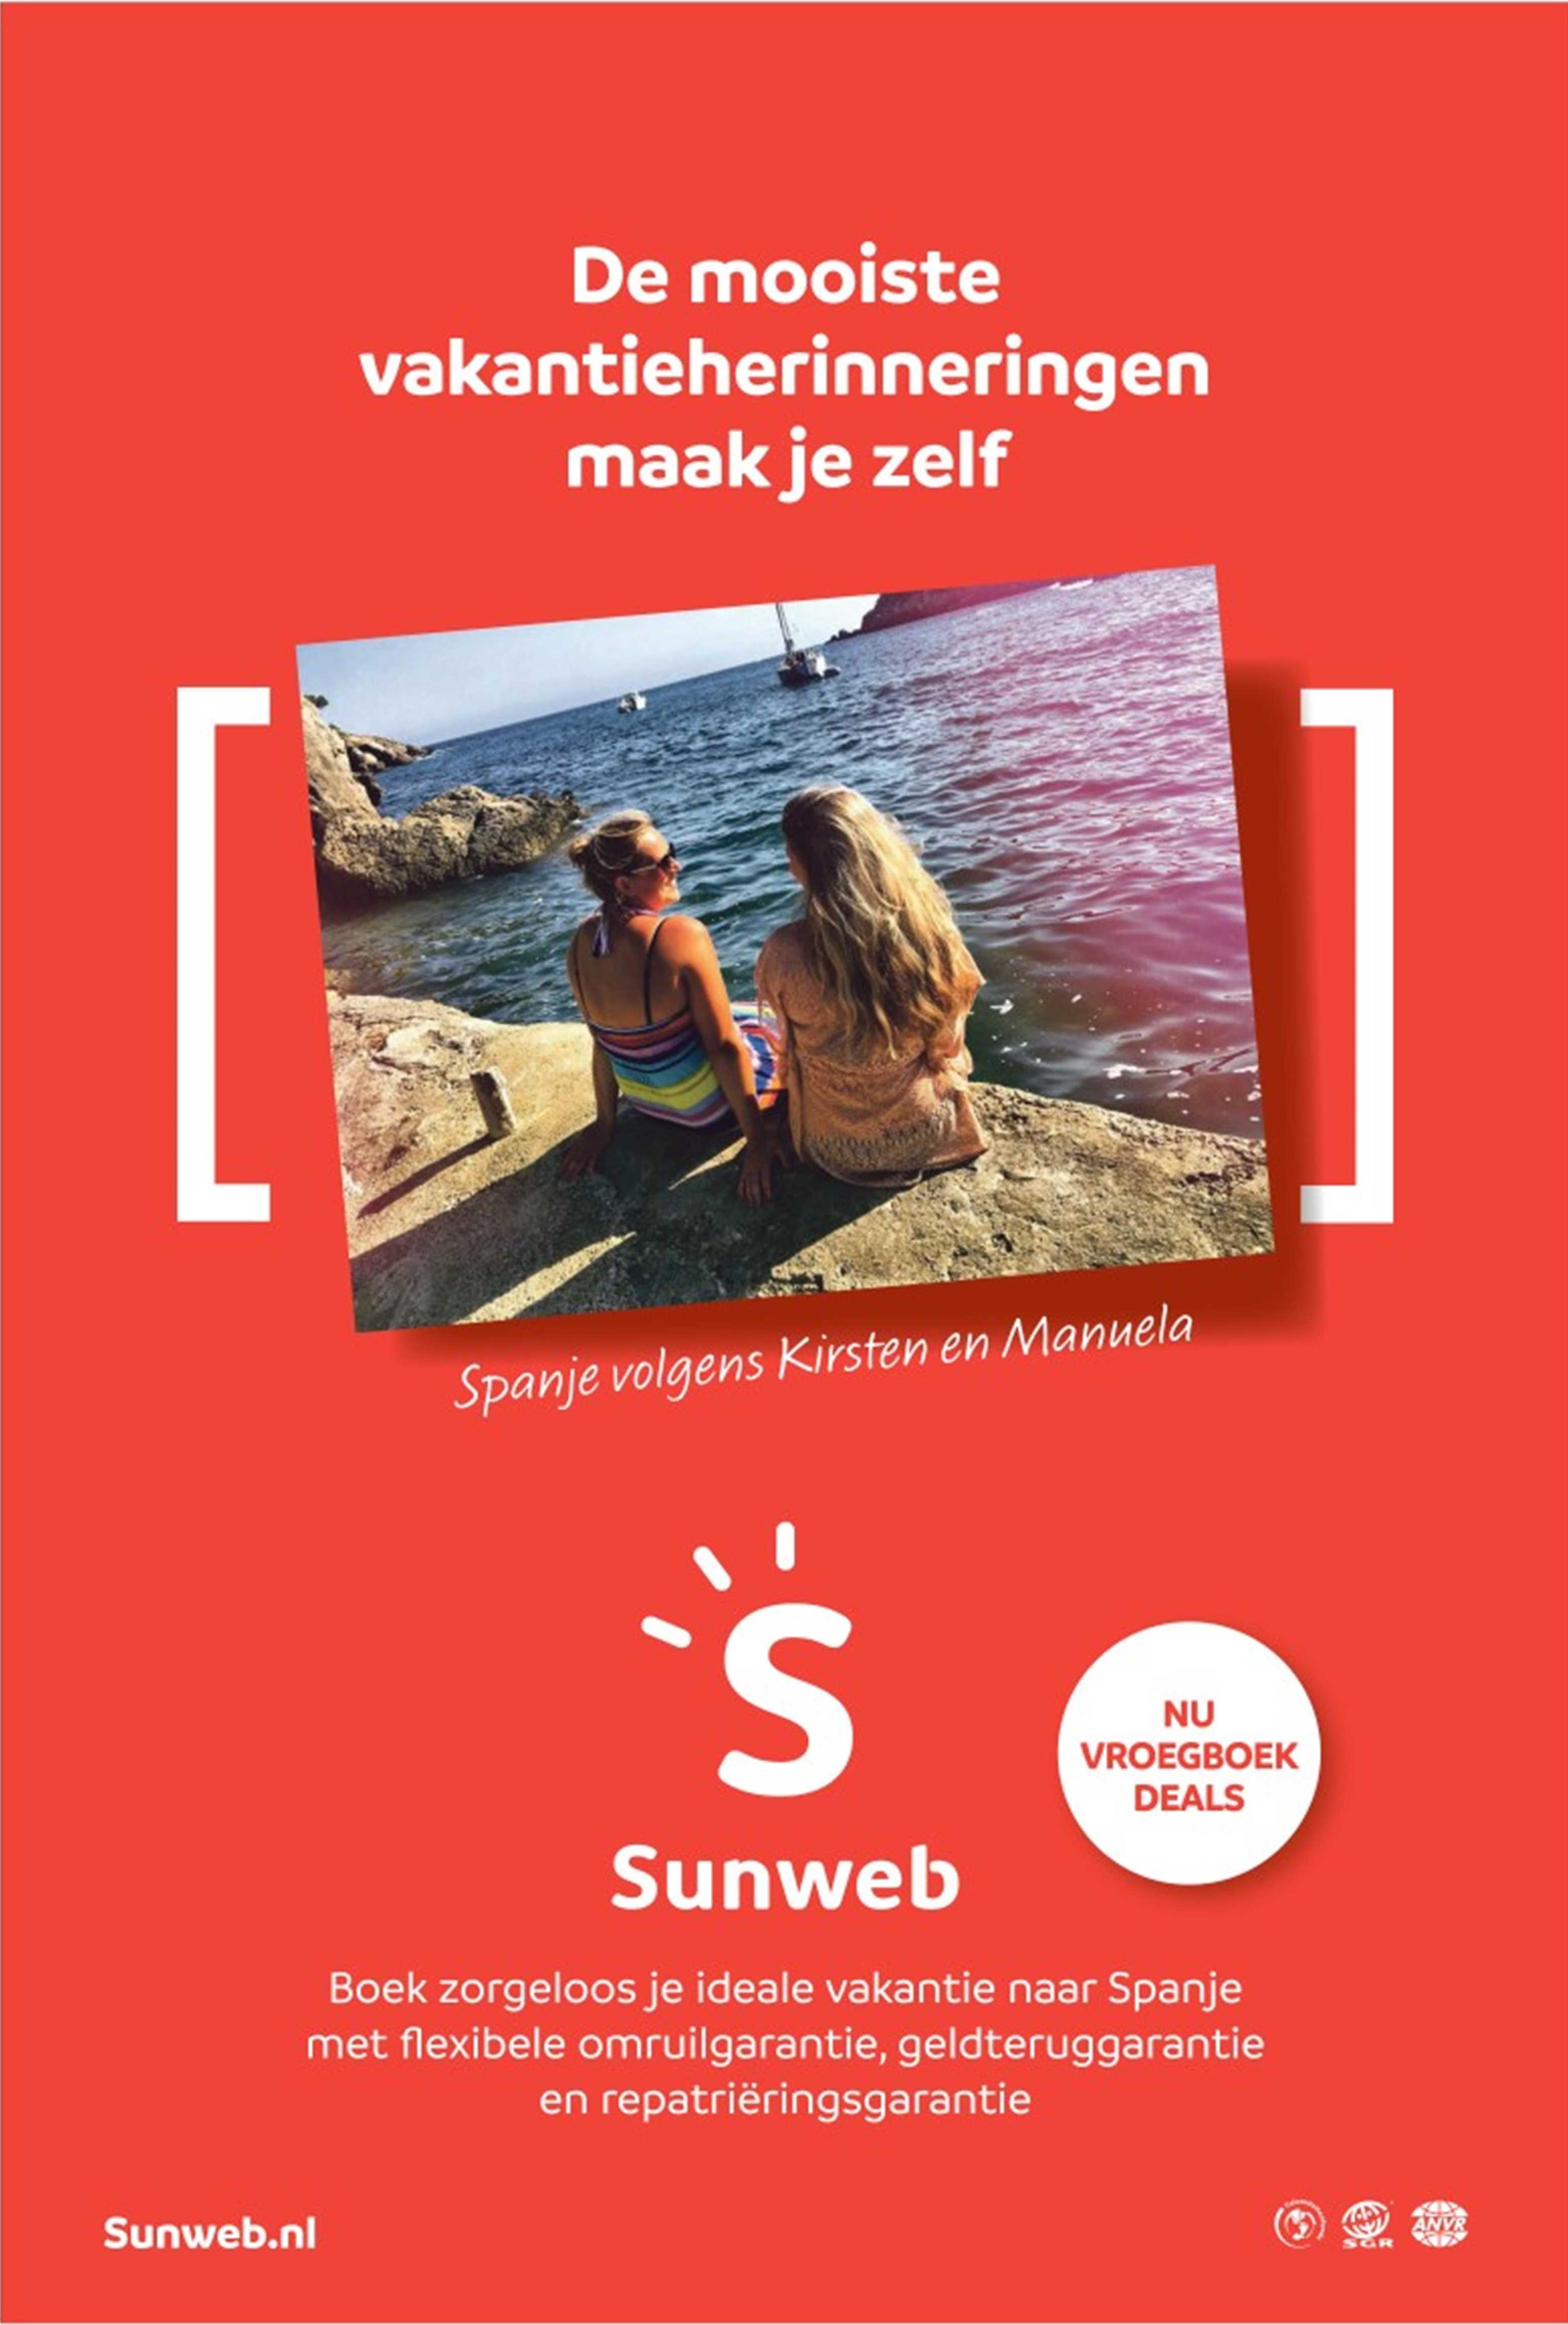 De mooiste
vakantieherinneringen
maak je zelf
Spanje volgens Kirsten en Manuela
S
Sunweb
NU
VROEGBOEK
DEALS
Boek zorgeloos je ideale vakantie naar Spanje
met flexibele omruilgarantie, geldteruggarantie
en repatriëringsgarantie
Sunweb.nl
SGR
ANVR